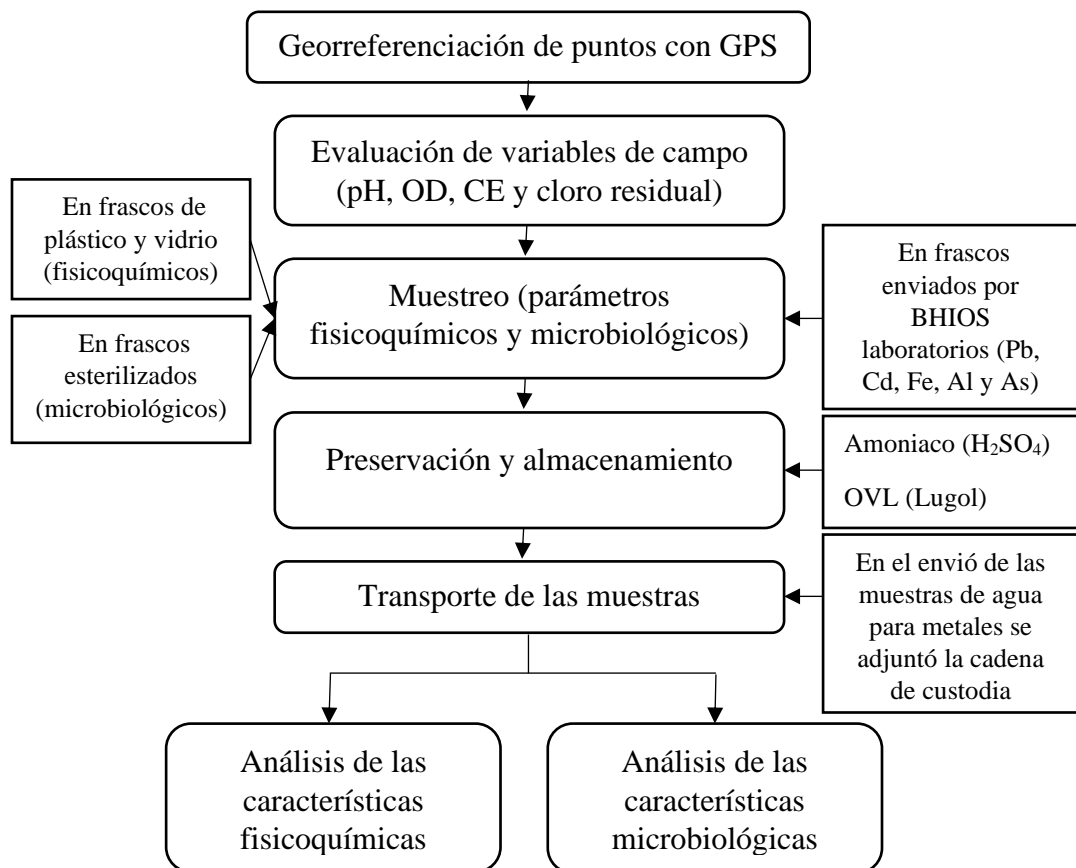 Georreferenciación de puntos con GPS
Evaluación de variables de campo
(pH, OD, CE y cloro residual)
En frascos de
plástico y vidrio
(fisicoquímicos)
En frascos
esterilizados
(microbiológicos)
Muestreo (parámetros
fisicoquímicos y microbiológicos)
En frascos
enviados por
BHIOS
laboratorios (Pb,
Cd, Fe, Al y As)
Preservación y almacenamiento
Amoniaco (H₂SO₄)
OVL (Lugol)
Transporte de las muestras
En el envió de las
muestras de agua
para metales se
adjuntó la cadena
de custodia
Análisis de las
características
fisicoquímicas
Análisis de las
características
microbiológicas